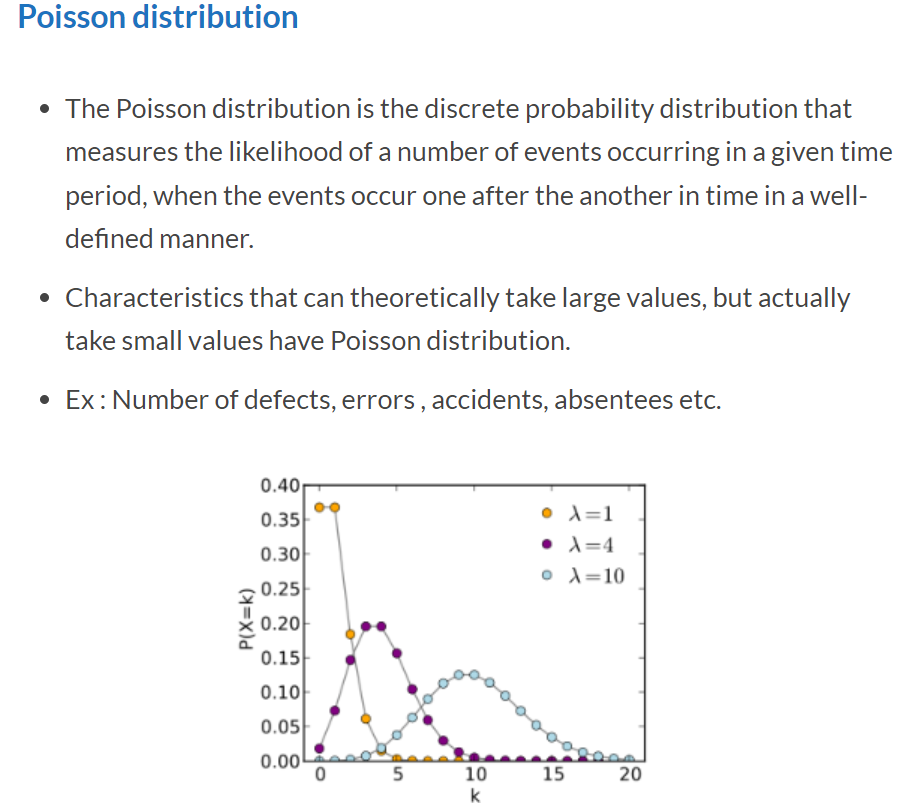 Poisson distribution
• The Poisson distribution is the discrete probability distribution that
measures the likelihood of a number of events occurring in a given time
period, when the events occur one after the another in time in a well-
defined manner.
• Characteristics that can theoretically take large values, but actually
take small values have Poisson distribution.
• Ex : Number of defects, errors , accidents, absentees etc.
0.40
0.35
0.30
0.25
0.20
0.15
0.10
0.05
0.00
P(X=k)
λ=1
λ=4
λ=10
0 5 10 15 20
k